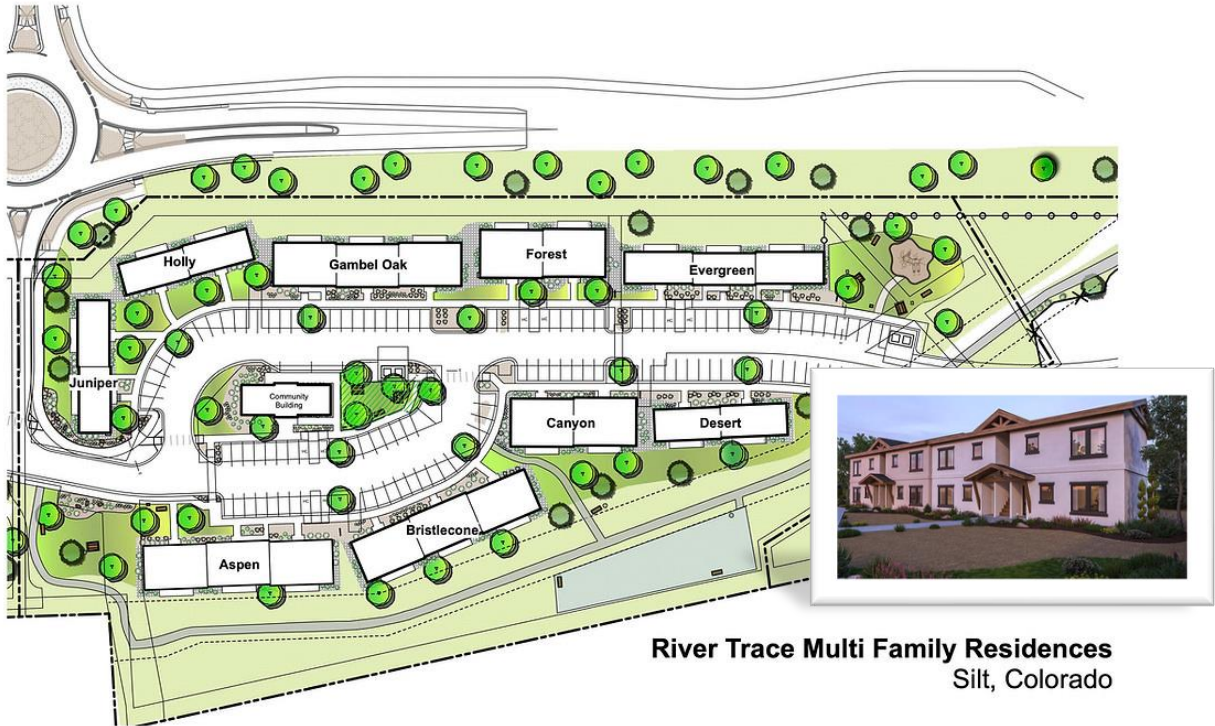 Holly
Gambel Oak
Forest
Evergreen
Juniper
Community
Building
Canyon
Desert
Bristlecone
Aspen
River Trace Multi Family Residences
Silt, Colorado